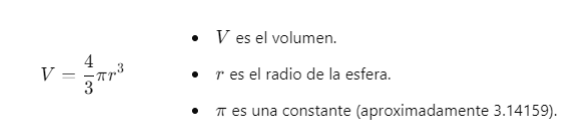 V = 4/3 πr³
• V es el volumen.
• r es el radio de la esfera.
• π es una constante (aproximadamente 3.14159).